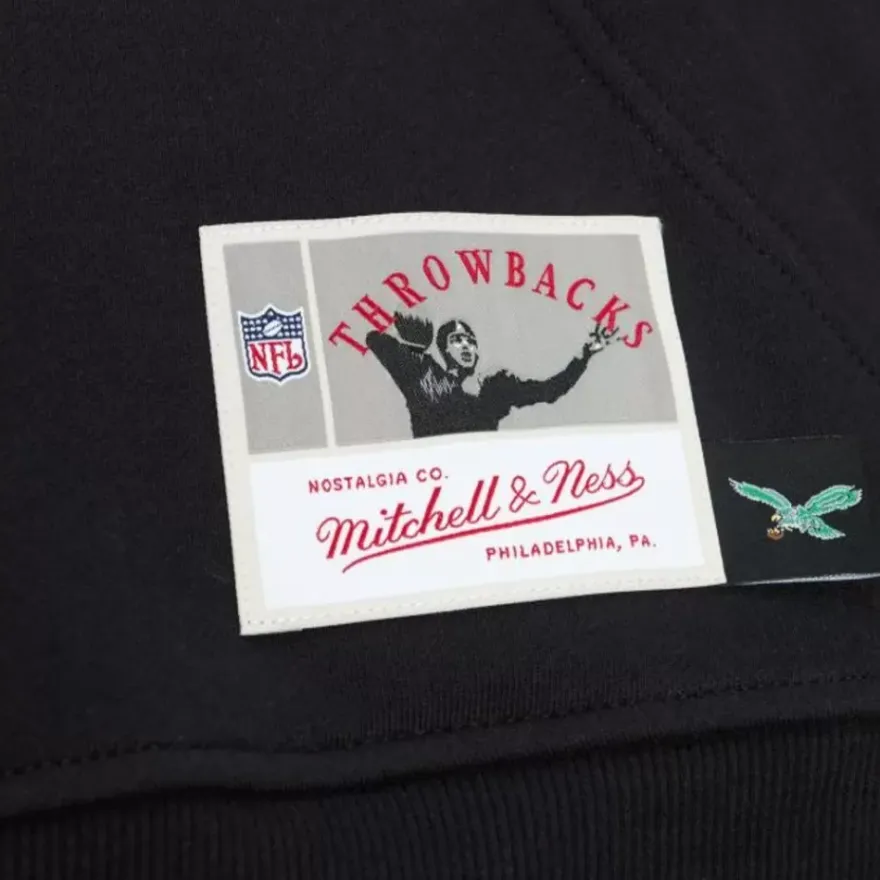 THROWBACKS
NFL
NOSTALGIA CO.
Mitchell & Ness
PHILADELPHIA, PA.